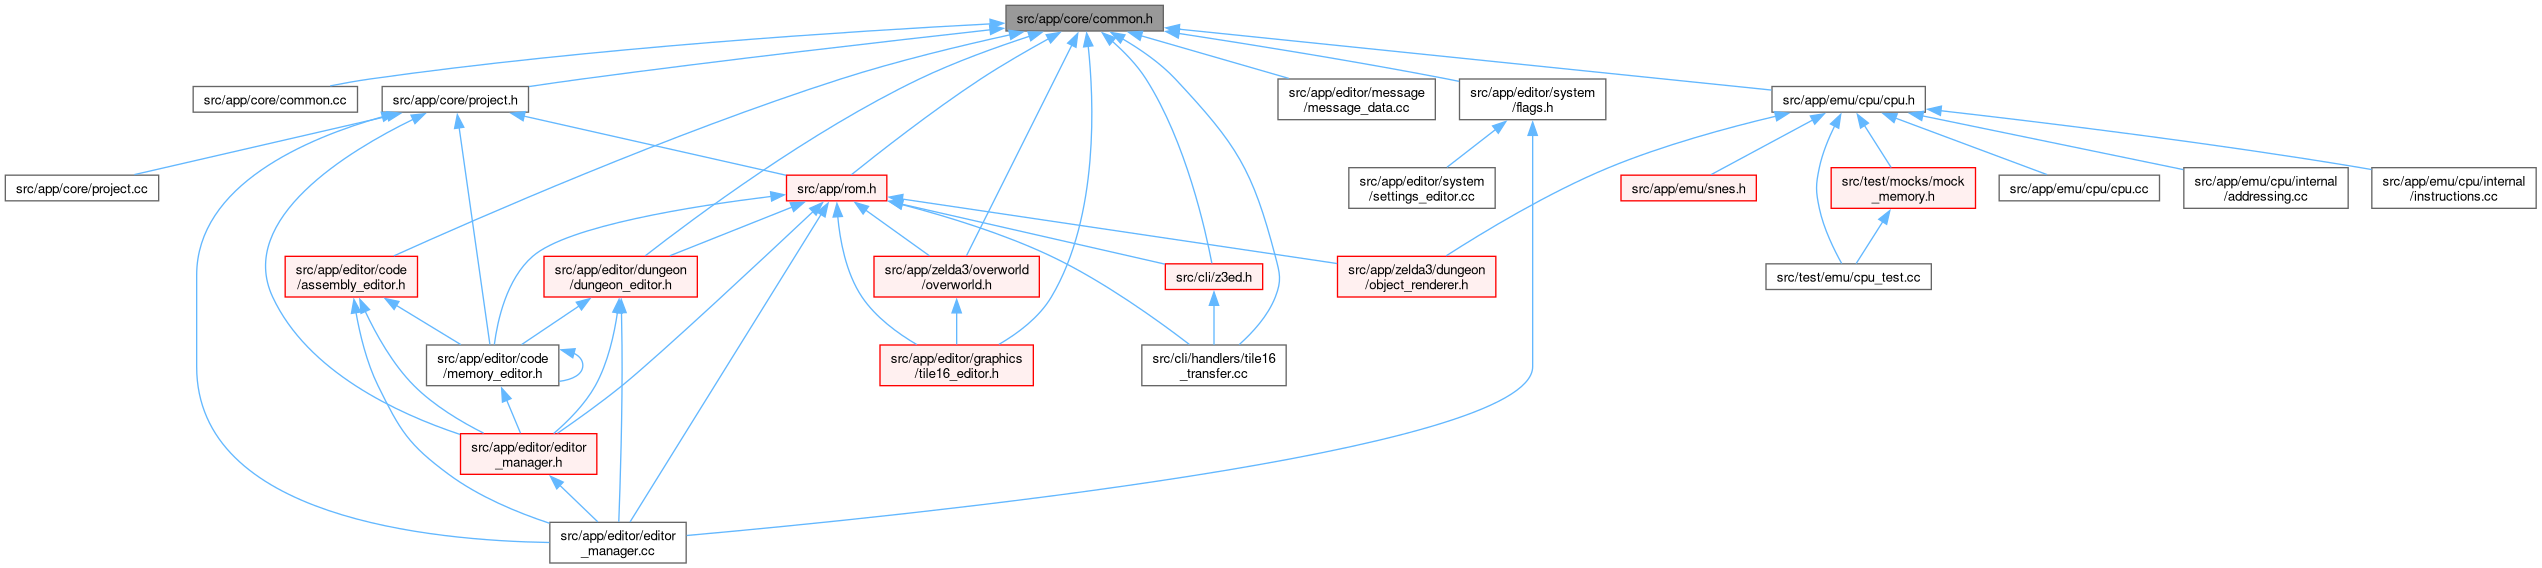 src/app/core/common.h
src/app/core/common.cc
src/app/core/project.h
src/app/editor/message
/message_data.cc
src/app/editor/system
/flags.h
src/app/emu/cpu/cpu.h
src/app/core/project.cc
src/app/rom.h
src/app/editor/system
/settings_editor.cc
src/app/emu/snes.h
src/test/mocks/mock
_memory.h
src/app/emu/cpu/cpu.cc
src/app/emu/cpu/internal
/addressing.cc
src/app/emu/cpu/internal
/instructions.cc
src/app/editor/code
/assembly_editor.h
src/app/editor/dungeon
/dungeon_editor.h
src/app/zelda3/overworld
/overworld.h
src/cli/z3ed.h
src/app/zelda3/dungeon
/object_renderer.h
src/test/emu/cpu_test.cc
src/app/editor/code
/memory_editor.h
src/app/editor/graphics
/tile16_editor.h
src/cli/handlers/tile16
_transfer.cc
src/app/editor/editor
_manager.h
src/app/editor/editor
_manager.cc